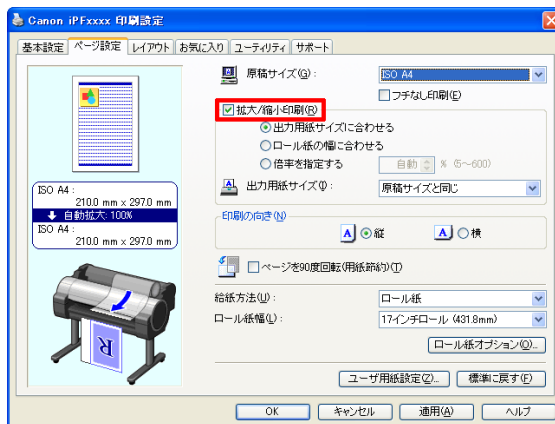 Canon iPFxxxx 印刷設定
基本設定 ページ設定 レイアウト お気に入り ユーティリティ サポート
原稿サイズ(G): ISO A4
フチなし印刷(E)
拡大/縮小印刷(R)
出力用紙サイズに合わせる
ロール紙の幅に合わせる
倍率を指定する 自動 % (5~600)
出力用紙サイズ(I): 原稿サイズと同じ
ISO A4 :
210.0 mm x 297.0 mm
自動拡大: 100%
ISO A4 :
210.0 mm x 297.0 mm
印刷の向き(N)
A 縦 A 横
ページを90度回転(用紙節約)(T)
給紙方法(U): ロール紙
ロール紙幅(L): 17インチロール (431.8mm)
R
ロール紙オプション(O)...
ユーザ用紙設定(Z)... 標準に戻す(F)
OK キャンセル 適用(A) ヘルプ